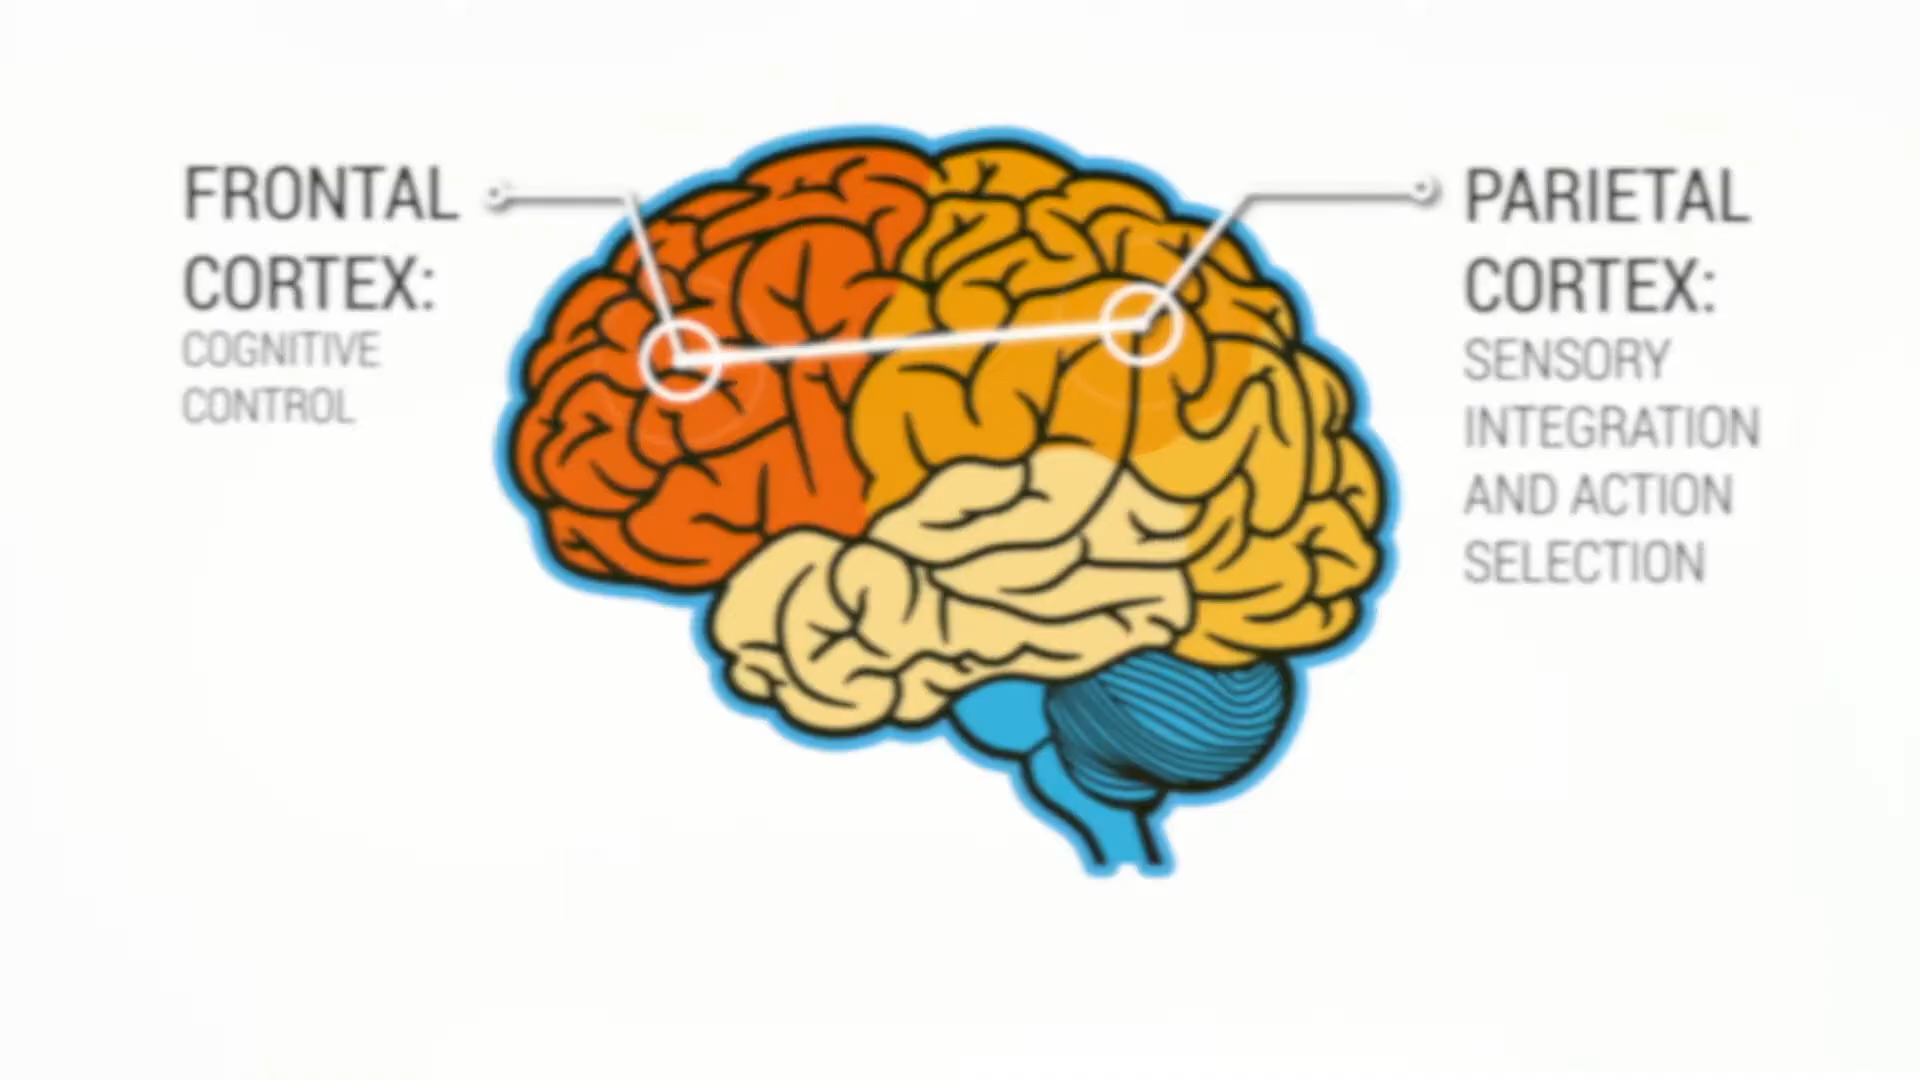 FRONTAL
CORTEX:
COGNITIVE
CONTROL
PARIETAL
CORTEX:
SENSORY
INTEGRATION
AND ACTION
SELECTION